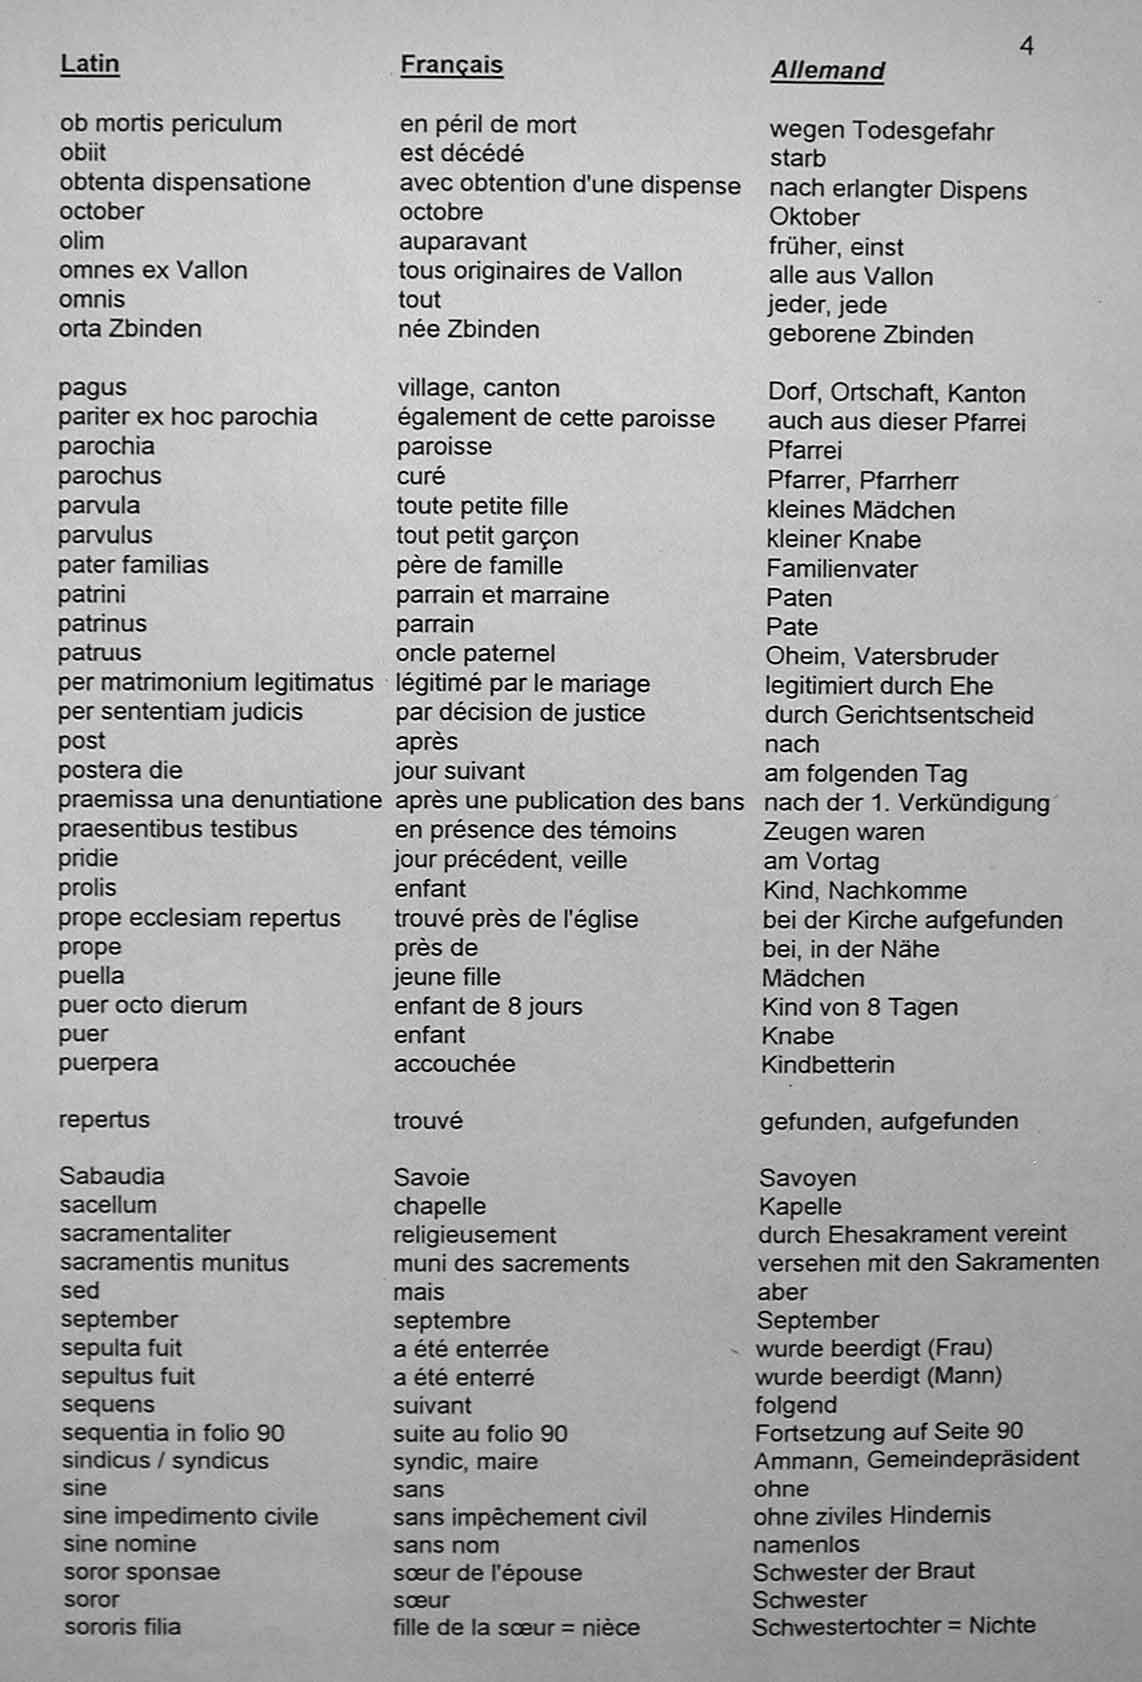 4
Latin Français Allemand
ob mortis periculum en péril de mort wegen Todesgefahr
obiit est décédé starb
obtenta dispensatione avec obtention d'une dispense nach erlangter Dispens
october octobre Oktober
olim auparavant früher, einst
omnes ex Vallon tous originaires de Vallon alle aus Vallon
omnis tout jeder, jede
orta Zbinden née Zbinden geborene Zbinden
pagus village, canton Dorf, Ortschaft, Kanton
pariter ex hoc parochia également de cette paroisse auch aus dieser Pfarrei
parochia paroisse Pfarrei
parochus curé Pfarrer, Pfarrherr
parvula toute petite fille kleines Mädchen
parvulus tout petit garçon kleiner Knabe
pater familias père de famille Familienvater
patrini parrain et marraine Paten
patrinus parrain Pate
patruus oncle paternel Oheim, Vatersbruder
per matrimonium legitimatus légitimé par le mariage legitimiert durch Ehe
per sententiam judicis par décision de justice durch Gerichtsentscheid
post après nach
postera die jour suivant am folgenden Tag
praemissa una denuntiatione après une publication des bans nach der 1. Verkündigung
praesentibus testibus en présence des témoins Zeugen waren
pridie jour précédent, veille am Vortag
prolis enfant Kind, Nachkomme
prope ecclesiam repertus trouvé près de l'église bei der Kirche aufgefunden
prope près de bei, in der Nähe
puella jeune fille Mädchen
puer octo dierum enfant de 8 jours Kind von 8 Tagen
puer enfant Knabe
puerpera accouchée Kindbetterin
repertus trouvé gefunden, aufgefunden
Sabaudia Savoie Savoyen
sacellum chapelle Kapelle
sacramentaliter religieusement durch Ehesakrament vereint
sacramentis munitus muni des sacrements versehen mit den Sakramenten
sed mais aber
september septembre September
sepulta fuit a été enterrée wurde beerdigt (Frau)
sepultus fuit a été enterré wurde beerdigt (Mann)
sequens suivant folgend
sequentia in folio 90 suite au folio 90 Fortsetzung auf Seite 90
sindicus / syndicus syndic, maire Ammann, Gemeindepräsident
sine sans ohne
sine impedimento civile sans impêchement civil ohne ziviles Hindernis
sine nomine sans nom namenlos
soror sponsae sœur de l'épouse Schwester der Braut
soror sœur Schwester
sororis filia fille de la sœur = nièce Schwestertochter = Nichte